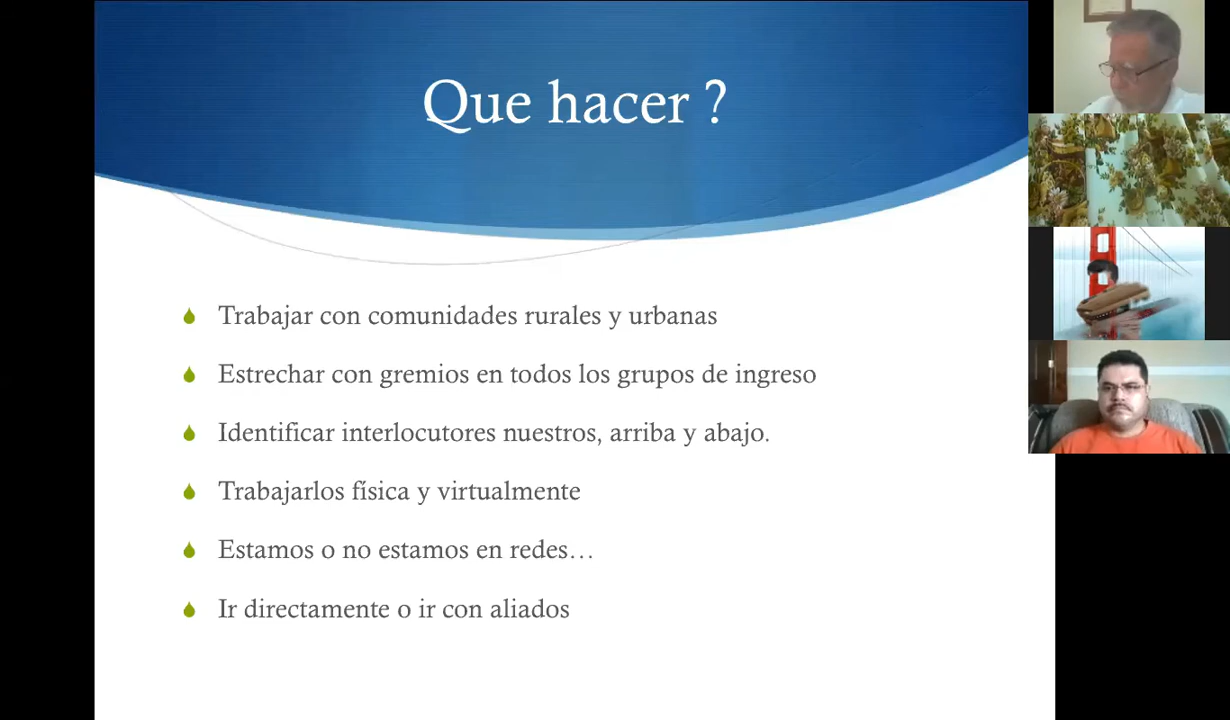 Que hacer ?
Trabajar con comunidades rurales y urbanas
Estrechar con gremios en todos los grupos de ingreso
Identificar interlocutores nuestros, arriba y abajo.
Trabajarlos física y virtualmente
Estamos o no estamos en redes…
Ir directamente o ir con aliados